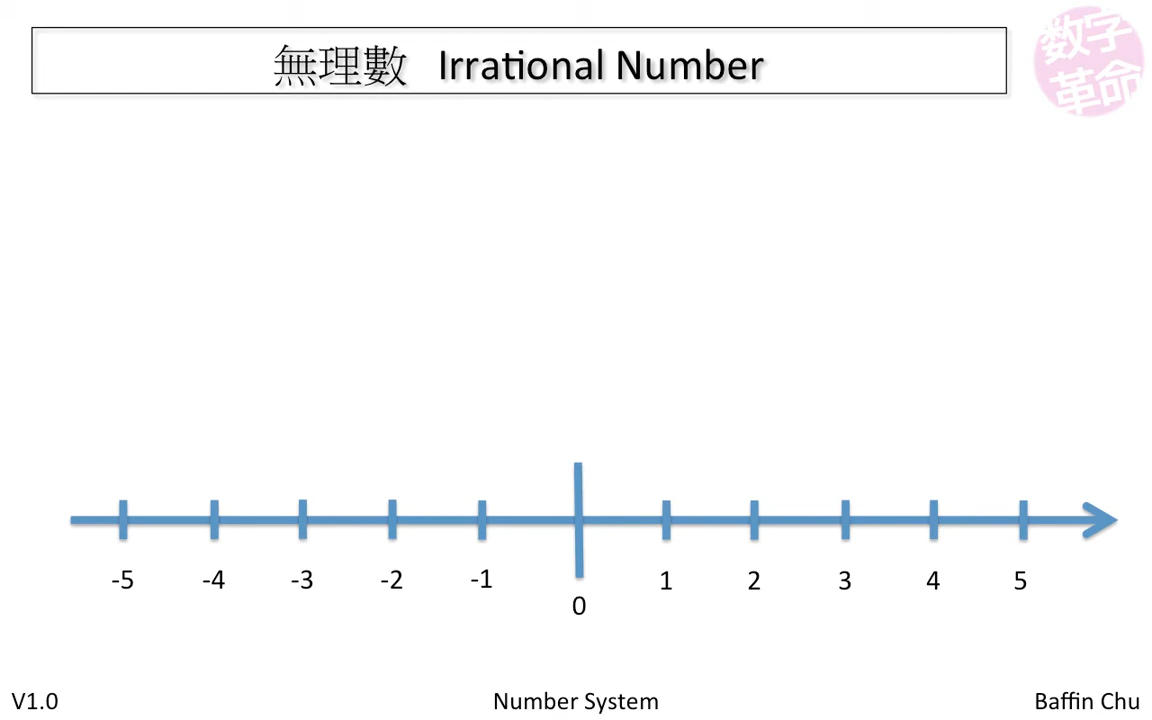 無理數 Irrational Number
数字
革命
-5 -4 -3 -2 -1 0 1 2 3 4 5
V1.0 Number System Baffin Chu